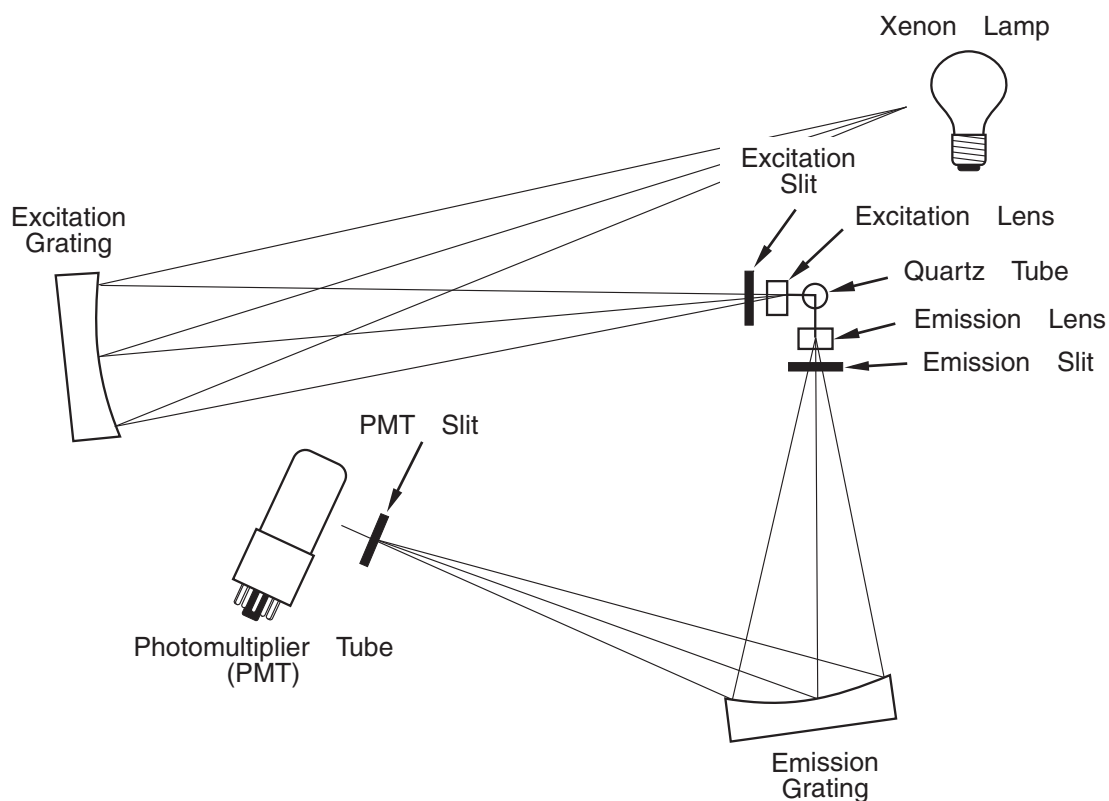 Xenon Lamp
Excitation
Slit
Excitation
Grating
Excitation Lens
Quartz Tube
Emission Lens
Emission Slit
PMT Slit
Photomultiplier Tube
(PMT)
Emission
Grating